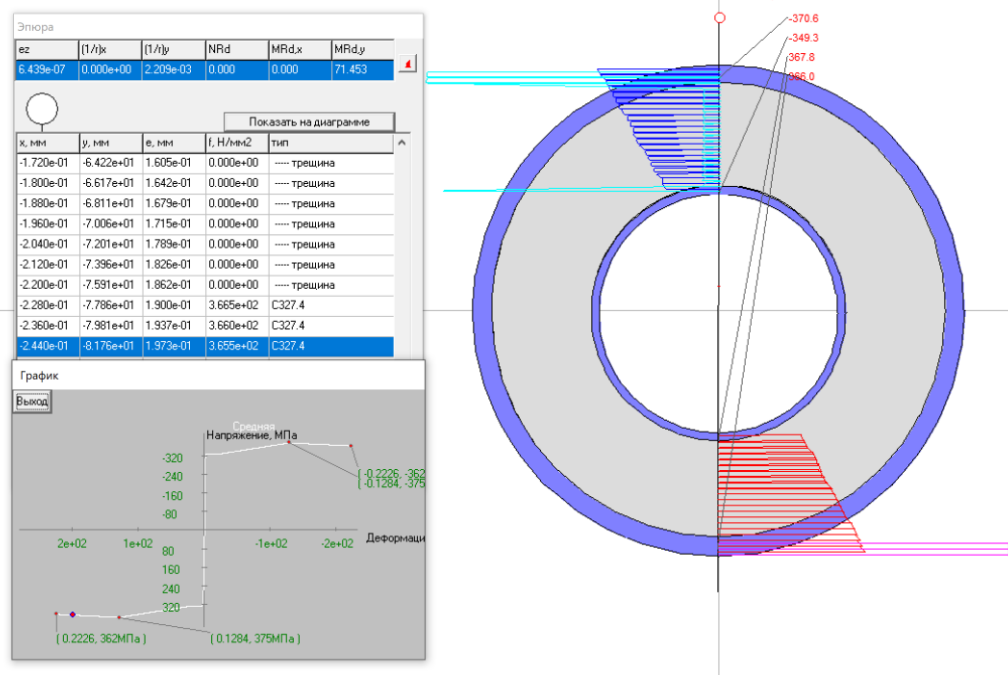 Эпюра
ez (1/r)x (1/r)y NRd MRd,x MRd,y
6.439e-07 0.000e+00 2.209e-03 0.000 0.000 71.453
Показать на диаграмме
x, мм y, мм e, мм f, Н/мм2 тип
-1.720e-01 -6.422e+01 1.605e-01 0.000e+00 ----- трещина
-1.800e-01 -6.617e+01 1.642e-01 0.000e+00 ----- трещина
-1.880e-01 -6.811e+01 1.679e-01 0.000e+00 ----- трещина
-1.960e-01 -7.006e+01 1.715e-01 0.000e+00 ----- трещина
-2.040e-01 -7.201e+01 1.789e-01 0.000e+00 ----- трещина
-2.120e-01 -7.396e+01 1.826e-01 0.000e+00 ----- трещина
-2.200e-01 -7.591e+01 1.862e-01 0.000e+00 ----- трещина
-2.280e-01 -7.786e+01 1.900e-01 3.665e+02 C327.4
-2.360e-01 -7.981e+01 1.937e-01 3.660e+02 C327.4
-2.440e-01 -8.176e+01 1.973e-01 3.655e+02 C327.4
График
Выход
Средняя
Напряжение, МПа
-320
-240
-160
-80
( -0.2226, -362
( -0.1284, -375
2e+02 1e+02 -1e+02 -2e+02 Деформаци
80
160
240
320
( 0.2226, 362МПа ) ( 0.1284, 375МПа )
-370.6
-349.3
367.8
366.0